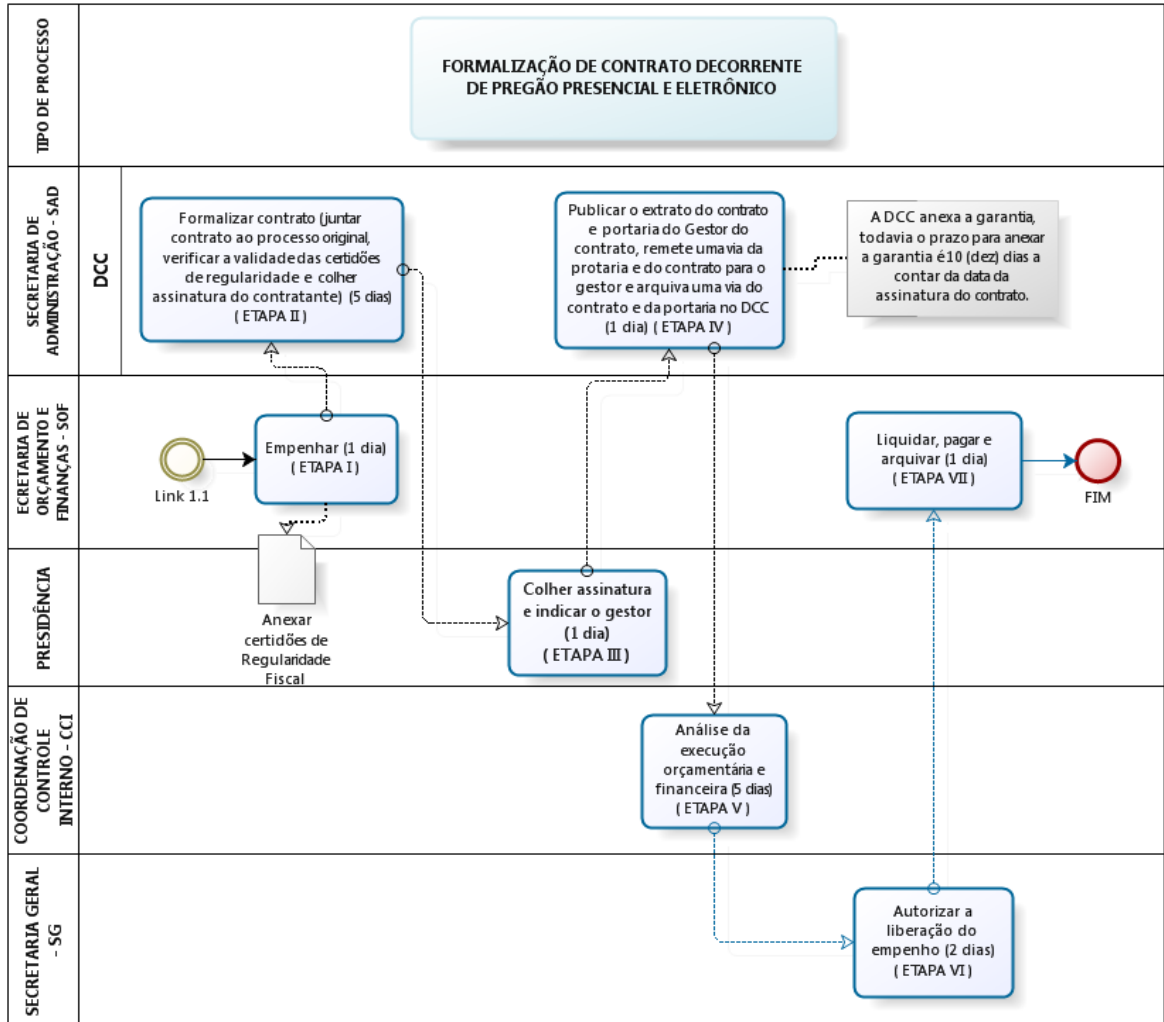 TIPO DE PROCESSO
FORMALIZAÇÃO DE CONTRATO DECORRENTE
DE PREGÃO PRESENCIAL E ELETRÔNICO
SECRETARIA DE
ADMINISTRAÇÃO - SAD
DCC
Formalizar contrato (juntar
contrato ao processo original,
verificar a validade das certidões
de regularidade e colher
assinatura do contratante) (5 dias)
( ETAPA II )
Publicar o extrato do contrato
e portaria do Gestor do
contrato, remete uma via da
protaria e do contrato para o
gestor e arquiva uma via do
contrato e da portaria no DCC
(1 dia) ( ETAPA IV )
A DCC anexa a garantia,
todavia o prazo para anexar
a garantia é 10 (dez) dias a
contar da data da
assinatura do contrato.
ECRETARIA DE
ORÇAMENTO E
FINANÇAS - SOF
Link 1.1
Empenhar (1 dia)
( ETAPA I )
Liquidar, pagar e
arquivar (1 dia)
( ETAPA VII )
FIM
PRESIDÊNCIA
Anexar
certidões de
Regularidade
Fiscal
Colher assinatura
e indicar o gestor
(1 dia)
( ETAPA III )
COORDENAÇÃO DE
CONTROLE
INTERNO - CCI
Análise da
execução
orçamentária e
financeira (5 dias)
( ETAPA V )
SECRETARIA GERAL
- SG
Autorizar a
liberação do
empenho (2 dias)
( ETAPA VI )